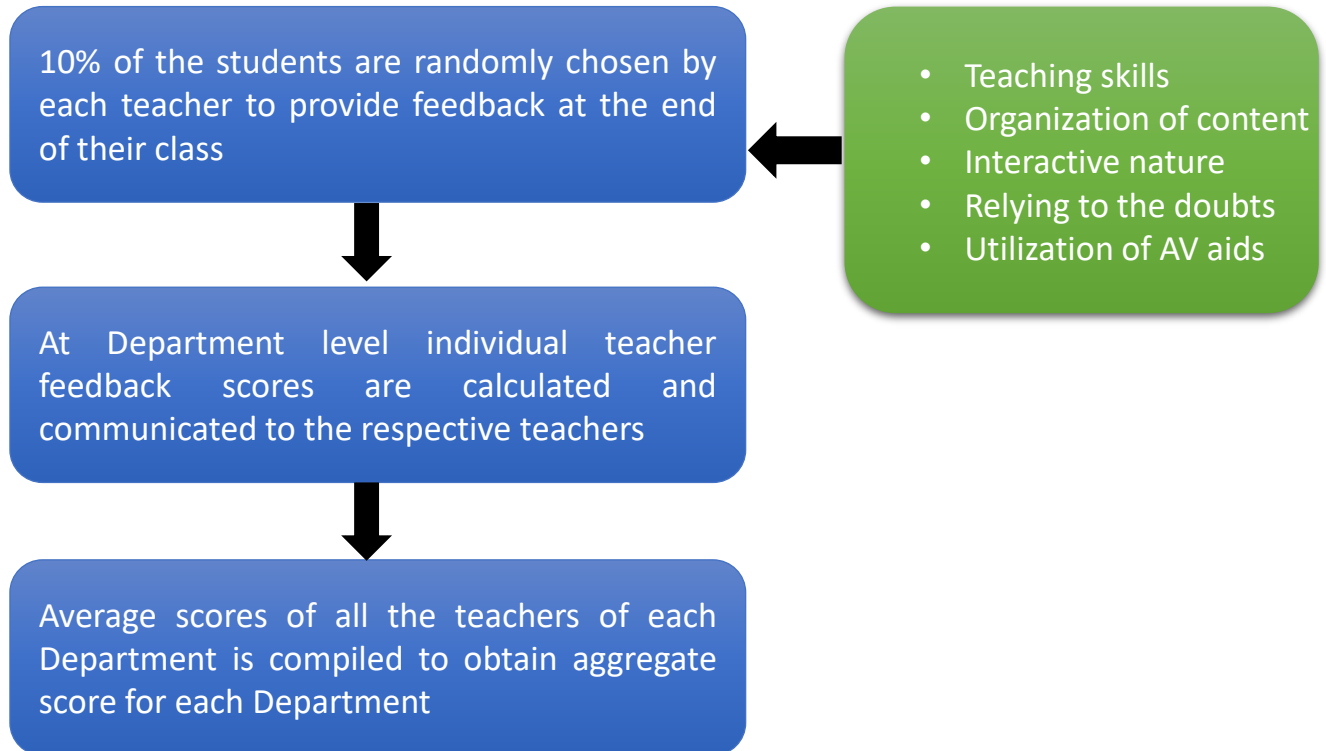 10% of the students are randomly chosen by
each teacher to provide feedback at the end
of their class
• Teaching skills
• Organization of content
• Interactive nature
• Relying to the doubts
• Utilization of AV aids
At Department level individual teacher
feedback scores are calculated and
communicated to the respective teachers
Average scores of all the teachers of each
Department is compiled to obtain aggregate
score for each Department